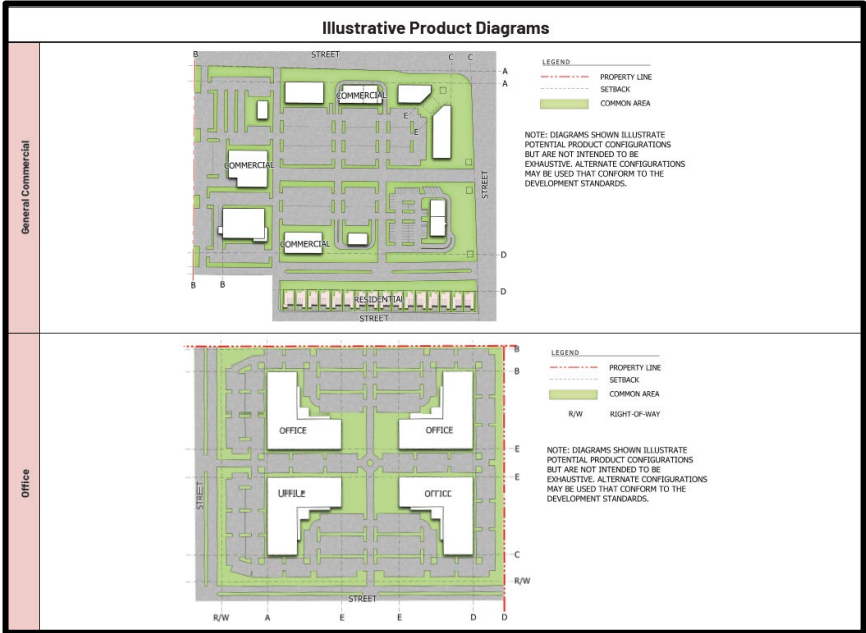 Illustrative Product Diagrams
General Commercial
B
STREET
C C
A
A
COMMERCIAL
E
E
COMMERCIAL
STREET
COMMERCIAL
D
B
B
D
RESIDENTIAL
STREET
LEGEND
PROPERTY LINE
SETBACK
COMMON AREA
NOTE: DIAGRAMS SHOWN ILLUSTRATE
POTENTIAL PRODUCT CONFIGURATIONS
BUT ARE NOT INTENDED TO BE
EXHAUSTIVE. ALTERNATE CONFIGURATIONS
MAY BE USED THAT CONFORM TO THE
DEVELOPMENT STANDARDS.
Office
B
B
OFFICE
OFFICE
E
E
STREET
OFFICE
OFFICE
C
R/W
STREET
R/W A E E D D
LEGEND
PROPERTY LINE
SETBACK
COMMON AREA
R/W RIGHT-OF-WAY
NOTE: DIAGRAMS SHOWN ILLUSTRATE
POTENTIAL PRODUCT CONFIGURATIONS
BUT ARE NOT INTENDED TO BE
EXHAUSTIVE. ALTERNATE CONFIGURATIONS
MAY BE USED THAT CONFORM TO THE
DEVELOPMENT STANDARDS.